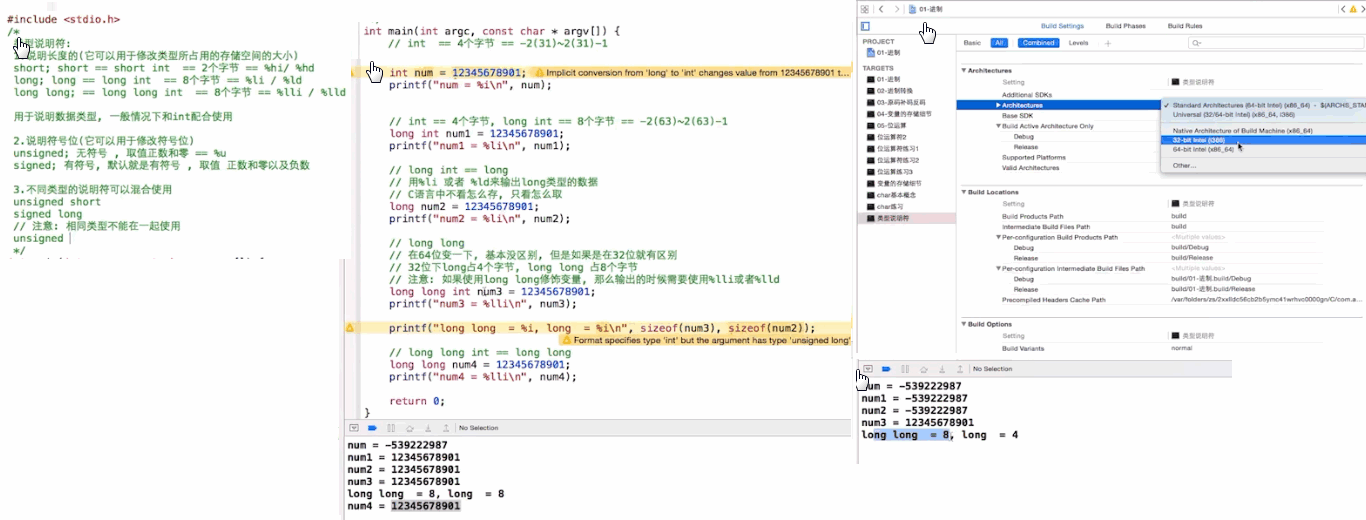 #include <stdio.h>
/*
型说明符:
说明长度的(它可以用于修改类型所占用的存储空间的大小)
short; short == short int == 2个字节 == %hi/ %hd
long; long == long int == 8个字节 == %li / %ld
long long; == long long int == 8个字节 == %lli / %lld
用于说明数据类型, 一般情况下和int配合使用
2.说明符号位(它可以用于修改符号位)
unsigned; 无符号 , 取值正数和零 == %u
signed; 有符号, 默认就是有符号 , 取值 正数和零以及负数
3.不同类型的说明符可以混合使用
unsigned short
signed long
// 注意: 相同类型不能在一起使用
unsigned
*/
int main(int argc, const char * argv[]) {
// int == 4个字节 == -2(31)~2(31)-1
int num = 12345678901; Implicit conversion from 'long' to 'int' changes value from 12345678901 t...
printf("num = %i\n", num);
// int == 4个字节, long int == 8个字节 == -2(63)~2(63)-1
long int num1 = 12345678901;
printf("num1 = %li\n", num1);
// long int == long
// 用%li 或者 %ld来输出long类型的数据
// C语言中不看怎么存, 只看怎么取
long num2 = 12345678901;
printf("num2 = %li\n", num2);
// long long
// 在64位变一下, 基本没区别, 但是如果是在32位就有区别
// 32位下long占4个字节, long long 占8个字节
// 注意: 如果使用long long修饰变量, 那么输出的时候需要使用%lli或者%lld
long long int num3 = 12345678901;
printf("num3 = %lli\n", num3);
printf("long long = %i, long = %i\n", sizeof(num3), sizeof(num2));
Format specifies type 'int' but the argument has type 'unsigned long'
// long long int == long long
long long num4 = 12345678901;
printf("num4 = %lli\n", num4);
return 0;
}
No Selection
num = -539222987
num1 = 12345678901
num2 = 12345678901
num3 = 12345678901
long long = 8, long = 8
num4 = 12345678901
01-进制
Build Settings Build Phases Build Rules
PROJECT
01-进制
TARGETS
01-进制
02-进制转换
03-原码补码反码
04-变量的存储细节
05-位运算
位运算符2
位运算符练习1
位运算符练习2
位运算练习3
变量的存储细节
char基本概念
char练习
类型说明符
Basic All Combined Levels +
Architectures
Setting 类型说明符
Additional SDKs
Architectures
Base SDK
Build Active Architecture Only
Debug
Release
Supported Platforms
Valid Architectures
Standard Architectures (64-bit Intel) (x86_64) - $(ARCHS_STA
Universal (32/64-bit Intel) (x86_64, i386)
Native Architecture of Build Machine (x86_64)
32-bit Intel (i386)
64-bit Intel (x86_64)
Other...
Build Locations
Setting 类型说明符
Build Products Path build
Intermediate Build Files Path build
Per-configuration Build Products Path <Multiple values>
Debug build/Debug
Release build/Release
Per-configuration Intermediate Build Files Path <Multiple values>
Debug build/01-进制.build/Debug
Release build/01-进制.build/Release
Precompiled Headers Cache Path
Build Options
Setting 类型说明符
Build Variants normal
No Selection
num = -539222987
num1 = -539222987
num2 = -539222987
num3 = 12345678901
long long = 8, long = 4